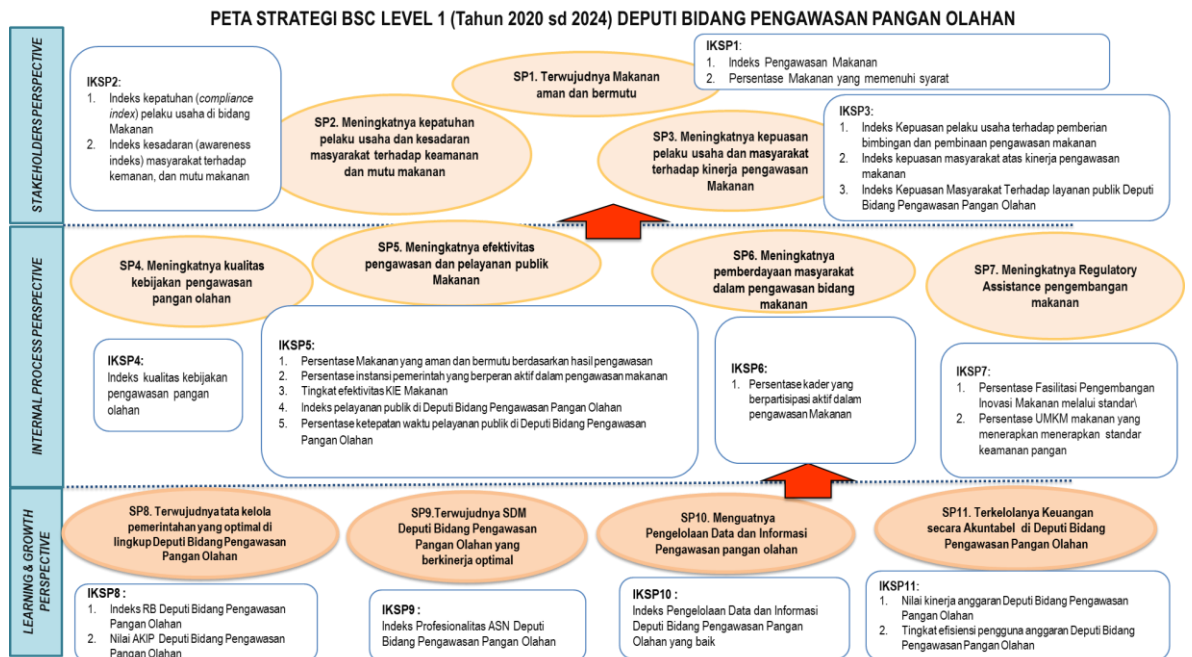 PETA STRATEGI BSC LEVEL 1 (Tahun 2020 sd 2024) DEPUTI BIDANG PENGAWASAN PANGAN OLAHAN
STAKEHOLDERS PERSPECTIVE
IKSP2:
1. Indeks kepatuhan (compliance
index) pelaku usaha di bidang
Makanan
2. Indeks kesadaran (awareness
indeks) masyarakat terhadap
kemanan, dan mutu makanan
SP1. Terwujudnya Makanan
aman dan bermutu
IKSP1:
1. Indeks Pengawasan Makanan
2. Persentase Makanan yang memenuhi syarat
SP2. Meningkatnya kepatuhan
pelaku usaha dan kesadaran
masyarakat terhadap keamanan
dan mutu makanan
SP3. Meningkatnya kepuasan
pelaku usaha dan masyarakat
terhadap kinerja pengawasan
Makanan
IKSP3:
1. Indeks Kepuasan pelaku usaha terhadap pemberian
bimbingan dan pembinaan pengawasan makanan
2. Indeks kepuasan masyarakat atas kinerja pengawasan
makanan
3. Indeks Kepuasan Masyarakat Terhadap layanan publik Deputi
Bidang Pengawasan Pangan Olahan
INTERNAL PROCESS PERSPECTIVE
SP4. Meningkatnya kualitas
kebijakan pengawasan
pangan olahan
SP5. Meningkatnya efektivitas
pengawasan dan pelayanan publik
Makanan
SP6. Meningkatnya
pemberdayaan masyarakat
dalam pengawasan bidang
makanan
SP7. Meningkatnya Regulatory
Assistance pengembangan
makanan
IKSP4:
Indeks kualitas kebijakan
pengawasan pangan
olahan
IKSP5:
1. Persentase Makanan yang aman dan bermutu berdasarkan hasil pengawasan
2. Persentase instansi pemerintah yang berperan aktif dalam pengawasan makanan
3. Tingkat efektivitas KIE Makanan
4. Indeks pelayanan publik di Deputi Bidang Pengawasan Pangan Olahan
5. Persentase ketepatan waktu pelayanan publik di Deputi Bidang Pengawasan
Pangan Olahan
IKSP6:
1. Persentase kader yang
berpartisipasi aktif dalam
pengawasan Makanan
IKSP7:
1. Persentase Fasilitasi Pengembangan
Inovasi Makanan melalui standar\
2. Persentase UMKM makanan yang
menerapkan menerapkan standar
keamanan pangan
LEARNING & GROWTH
PERSPECTIVE
SP8. Terwujudnya tata kelola
pemerintahan yang optimal di
lingkup Deputi Bidang Pengawasan
Pangan Olahan
SP9.Terwujudnya SDM
Deputi Bidang Pengawasan
Pangan Olahan yang
berkinerja optimal
SP10. Menguatnya
Pengelolaan Data dan Informasi
Pengawasan pangan olahan
SP11. Terkelolanya Keuangan
secara Akuntabel di Deputi Bidang
Pengawasan Pangan Olahan
IKSP8 :
1. Indeks RB Deputi Bidang Pengawasan
Pangan Olahan
2. Nilai AKIP Deputi Bidang Pengawasan
Pangan Olahan
IKSP9 :
Indeks Profesionalitas ASN Deputi
Bidang Pengawasan Pangan Olahan
IKSP10 :
Indeks Pengelolaan Data dan Informasi
Deputi Bidang Pengawasan Pangan
Olahan yang baik
IKSP11 :
1. Nilai kinerja anggaran Deputi Bidang Pengawasan
Pangan Olahan
2. Tingkat efisiensi pengguna anggaran Deputi Bidang
Pengawasan Pangan Olahan